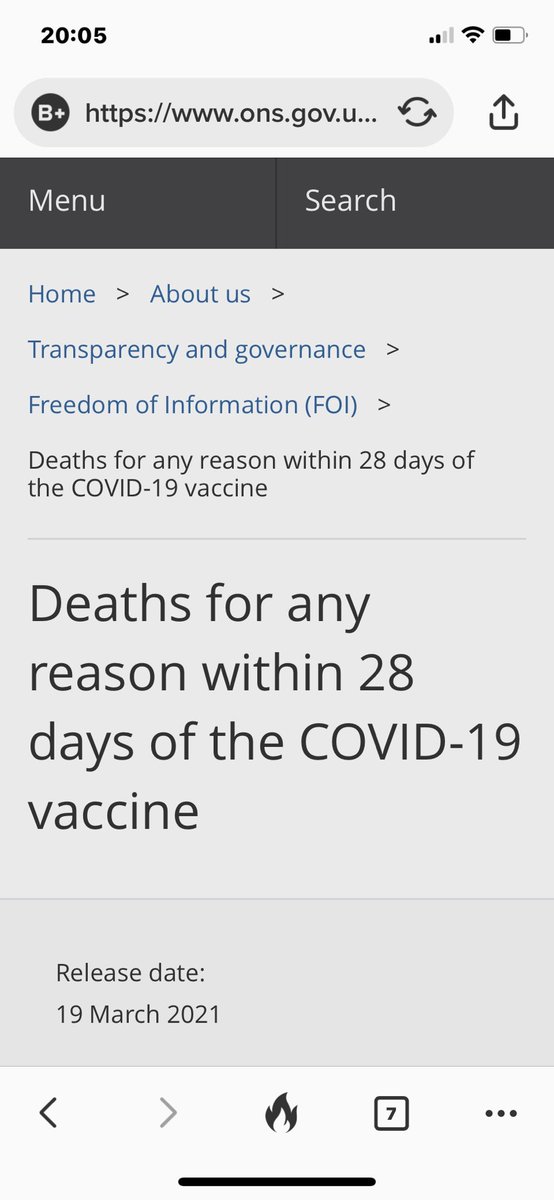 20:05
B+ https://www.ons.gov.u...
Menu Search
Home > About us >
Transparency and governance >
Freedom of Information (FOI) >
Deaths for any reason within 28 days of
the COVID-19 vaccine
Deaths for any
reason within 28
days of the COVID-19
vaccine
Release date:
19 March 2021
7